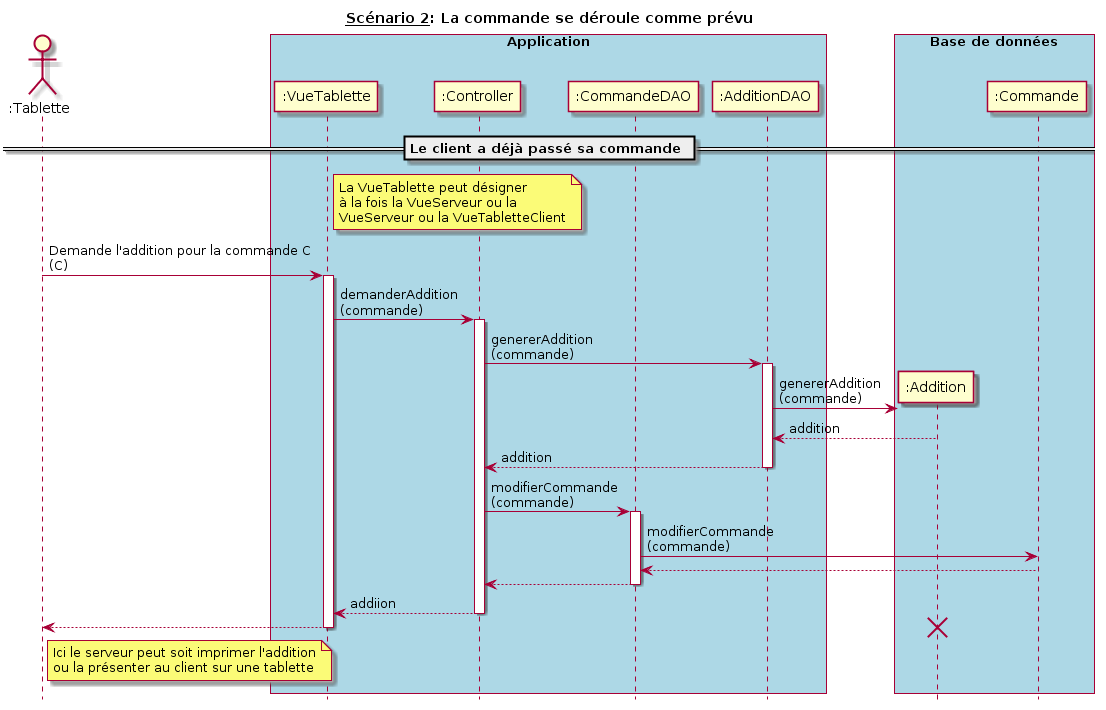 Scénario 2: La commande se déroule comme prévu
Application
Base de données
:Tablette
:VueTablette
:Controller
:CommandeDAO
:AdditionDAO
:Commande
Le client a déjà passé sa commande
La VueTablette peut désigner
à la fois la VueServeur ou la
VueServeur ou la VueTabletteClient
Demande l'addition pour la commande C
(C)
demanderAddition
(commande)
genererAddition
(commande)
genererAddition
(commande)
:Addition
addition
addition
modifierCommande
(commande)
modifierCommande
(commande)
addiion
Ici le serveur peut soit imprimer l'addition
ou la présenter au client sur une tablette